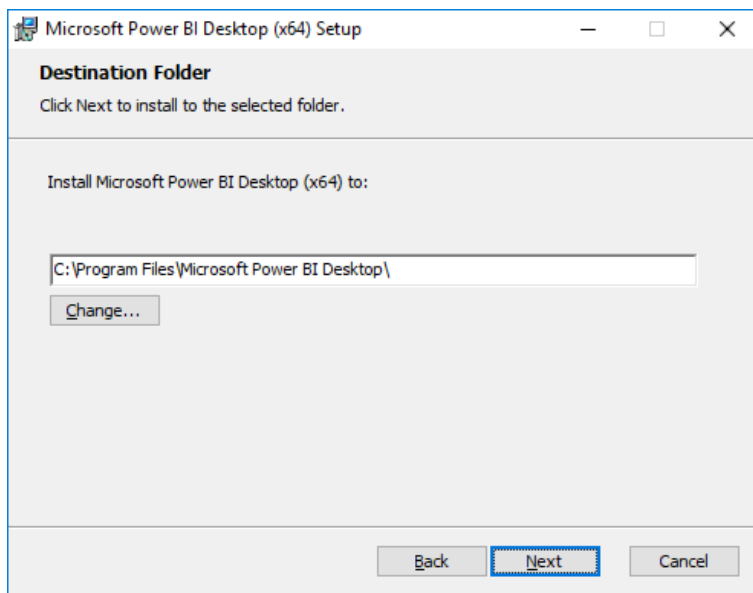 Microsoft Power BI Desktop (x64) Setup
Destination Folder
Click Next to install to the selected folder.
Install Microsoft Power BI Desktop (x64) to:
C:\Program Files\Microsoft Power BI Desktop\
Change...
Back Next Cancel